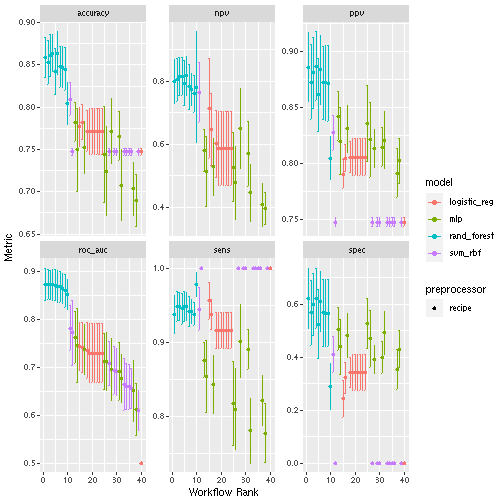 accuracy npv ppv
0.90
0.85
0.80
0.75
0.70
0.65
0.8
0.6
0.4
0.90
0.85
0.80
0.75
roc_auc sens spec
0.9
0.8
0.7
0.6
0.5
1.0
0.9
0.8
0.6
0.4
0.2
0.0
0 10 20 30 40 0 10 20 30 40 0 10 20 30 40
Workflow Rank
Metric
model
logistic_reg
mlp
rand_forest
svm_rbf
preprocessor
recipe